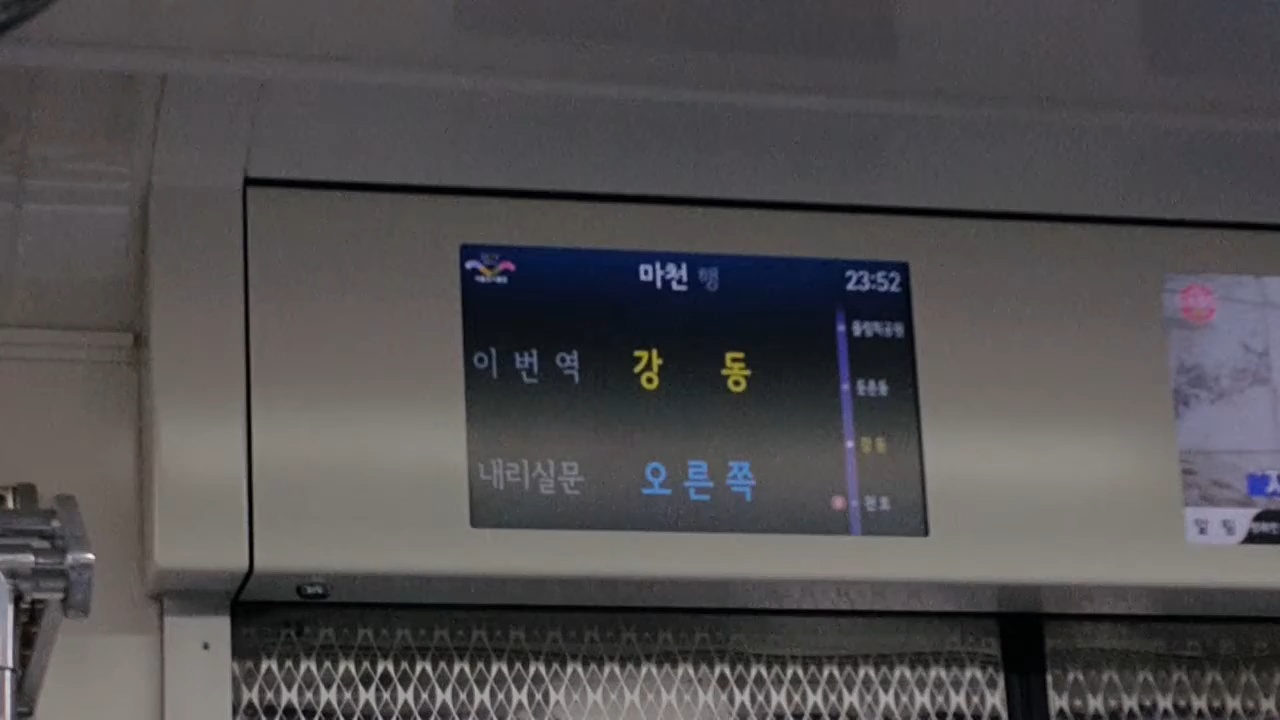 마천 행
23:52
이번역 강동
내리실문 오른쪽
올림픽공원
둔촌동
강동
천호